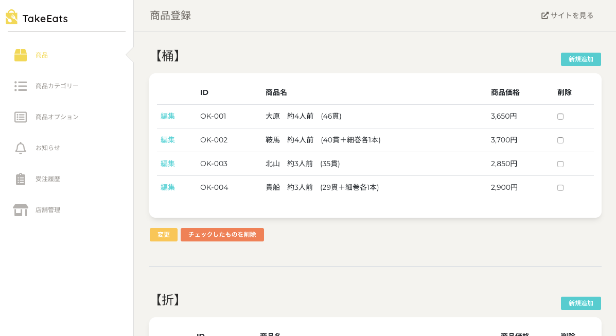 TakeEats
商品登録
サイトを見る
商品
商品カテゴリー
商品オプション
お知らせ
受注履歴
店舗管理
【桶】
新規追加
ID 商品名 商品価格 削除
編集 OK-001 大原 約4人前 (46貫) 3,650円
編集 OK-002 鞍馬 約4人前 (40貫+細巻各1本) 3,700円
編集 OK-003 北山 約3人前 (35貫) 2,850円
編集 OK-004 貴船 約3人前 (29貫+細巻各1本) 2,900円
変更
チェックしたものを削除
【折】
新規追加
ID 商品名 商品価格 削除